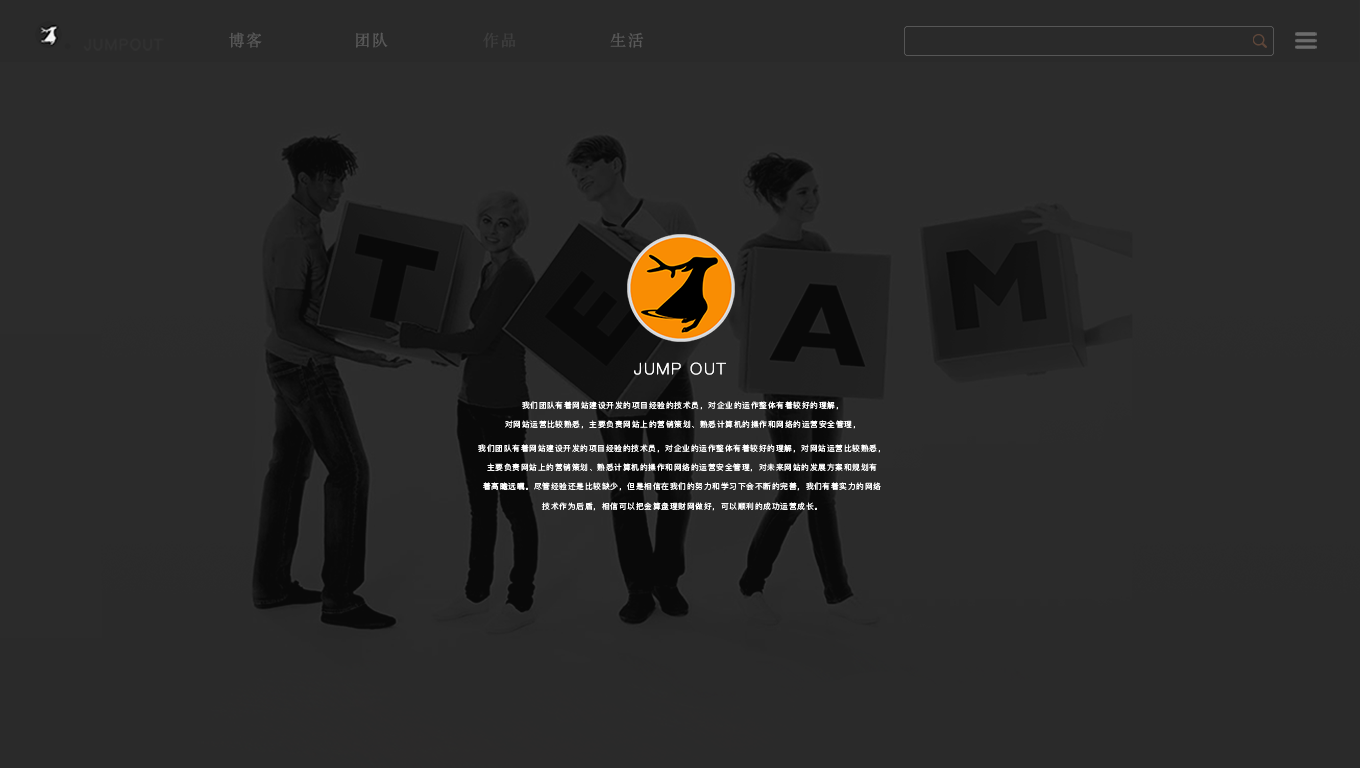 JUMPOUT
博客
团队
作品
生活
T
E
A
M
JUMP OUT
我们团队有着网站建设开发的项目经验的技术员，对企业的运作整体有着较好的理解，
对网站运营比较熟悉，主要负责网站上的营销策划、熟悉计算机的操作和网络的运营安全管理，
我们团队有着网站建设开发的项目经验的技术员，对企业的运作整体有着较好的理解，对网站运营比较熟悉，
主要负责网站上的营销策划、熟悉计算机的操作和网络的运营安全管理，对未来网站的发展方案和规划有
着高瞻远瞩。尽管经验还是比较缺少，但是相信在我们的努力和学习下会不断的完善，我们有着实力的网络
技术作为后盾，相信可以把金算盘理财网做好，可以顺利的成功运营成长。